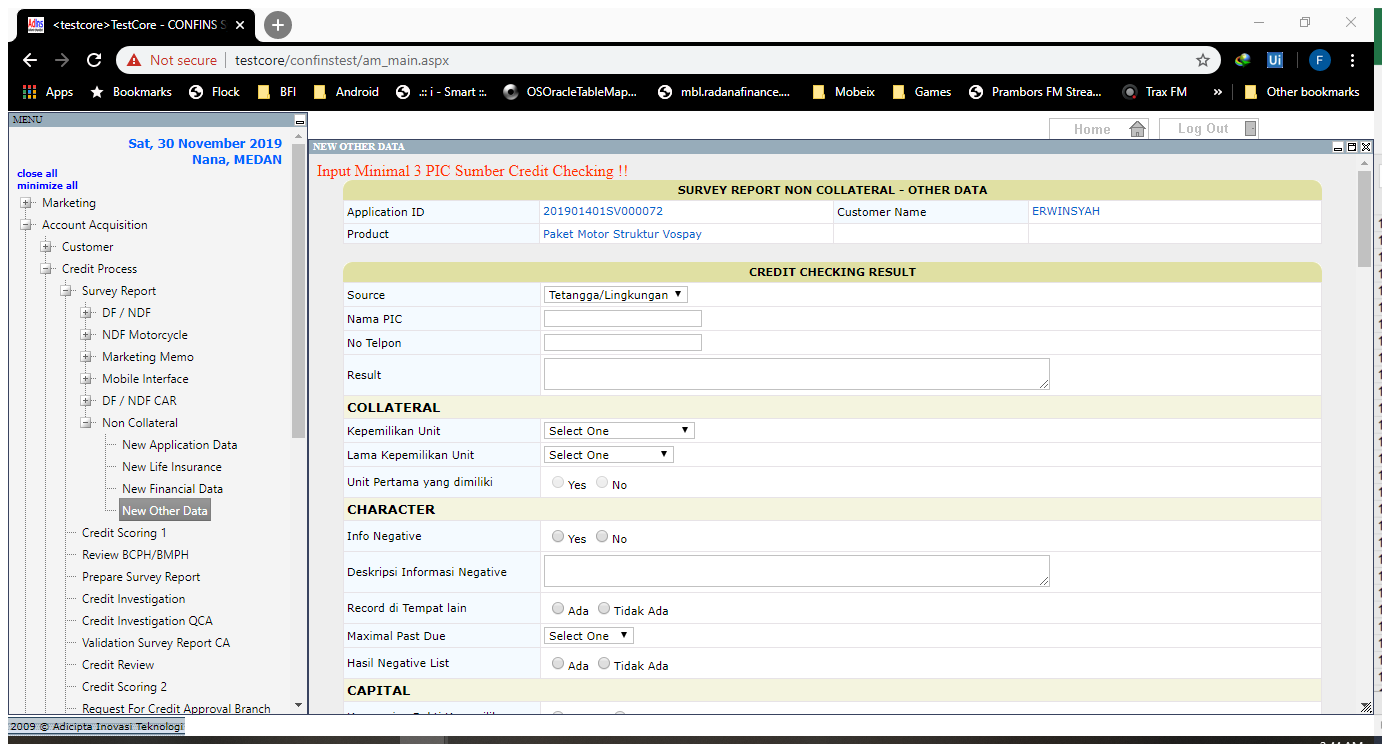 <testcore>TestCore - CONFINS S
Not secure | testcore/confinstest/am_main.aspx
Ui
F
Apps Bookmarks Flock BFI Android .:: i - Smart ::. OSOracleTableMap... mbl.radanafinance.... Mobeix Games Prambors FM Strea... Trax FM » Other bookmarks
MENU
Home
Log Out
Sat, 30 November 2019
Nana, MEDAN
close all
minimize all
Marketing
Account Acquisition
Customer
Credit Process
Survey Report
DF / NDF
NDF Motorcycle
Marketing Memo
Mobile Interface
DF / NDF CAR
Non Collateral
New Application Data
New Life Insurance
New Financial Data
New Other Data
Credit Scoring 1
Review BCPH/BMPH
Prepare Survey Report
Credit Investigation
Credit Investigation QCA
Validation Survey Report CA
Credit Review
Credit Scoring 2
Request For Credit Approval Branch
2009 © Adicipta Inovasi Teknologi
NEW OTHER DATA
Input Minimal 3 PIC Sumber Credit Checking !!
SURVEY REPORT NON COLLATERAL - OTHER DATA
Application ID 201901401SV000072 Customer Name ERWINSYAH
Product Paket Motor Struktur Vospay
CREDIT CHECKING RESULT
Source Tetangga/Lingkungan
Nama PIC
No Telpon
Result
COLLATERAL
Kepemilikan Unit Select One
Lama Kepemilikan Unit Select One
Unit Pertama yang dimiliki Yes No
CHARACTER
Info Negative Yes No
Deskripsi Informasi Negative
Record di Tempat lain Ada Tidak Ada
Maximal Past Due Select One
Hasil Negative List Ada Tidak Ada
CAPITAL